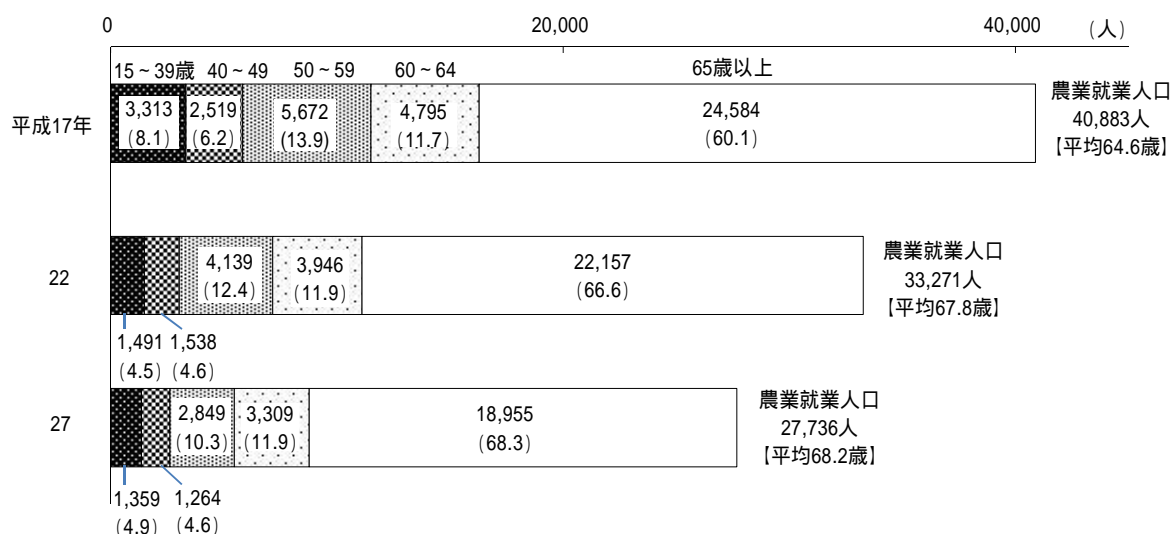 0 20,000 40,000 (人)
15~39歳 40~49 50~59 60~64 65歳以上
平成17年
3,313 2,519 5,672 4,795 24,584
(8.1) (6.2) (13.9) (11.7) (60.1)
農業就業人口
40,883人
【平均64.6歳】
22
4,139 3,946 22,157
(12.4) (11.9) (66.6)
農業就業人口
33,271人
【平均67.8歳】
1,491 1,538
(4.5) (4.6)
27
2,849 3,309 18,955
(10.3) (11.9) (68.3)
農業就業人口
27,736人
【平均68.2歳】
1,359 1,264
(4.9) (4.6)